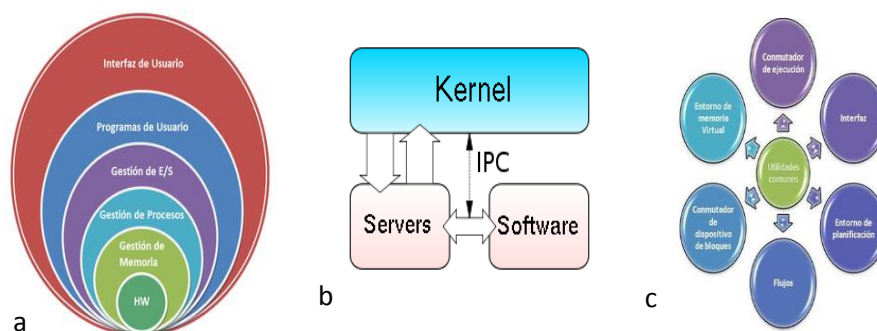 Interfaz de Usuario
Programas de Usuario
Gestión de E/S
Gestión de Procesos
Gestión de
Memoria
HW
a
Kernel
IPC
Servers
Software
b
Conmutador
de ejecución
Entorno de
memoria
Virtual
Interfaz
Utilidades
comunes
Conmutador
de
dispositivo
de bloques
Entorno de
planificación
Flujos
c